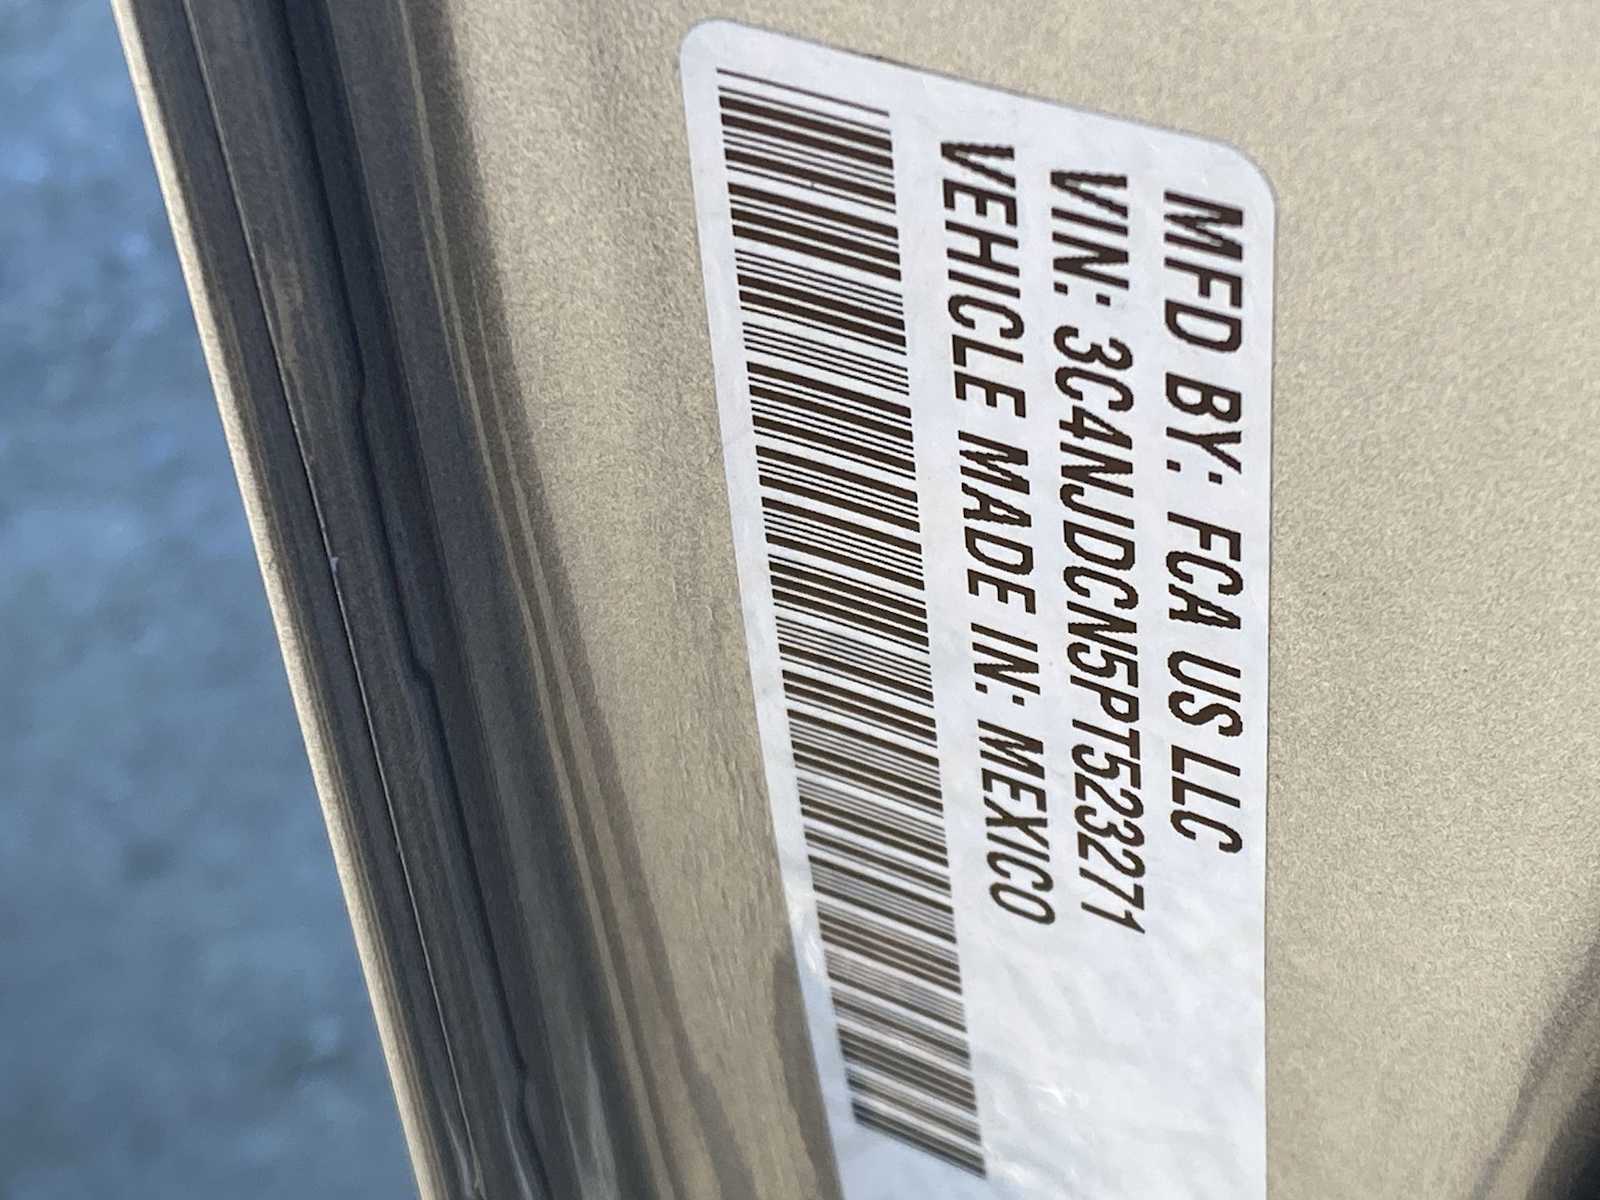 MFD BY: FCA US LLC
VIN: 3C4NJDCN5PT523271
VEHICLE MADE IN: MEXICO